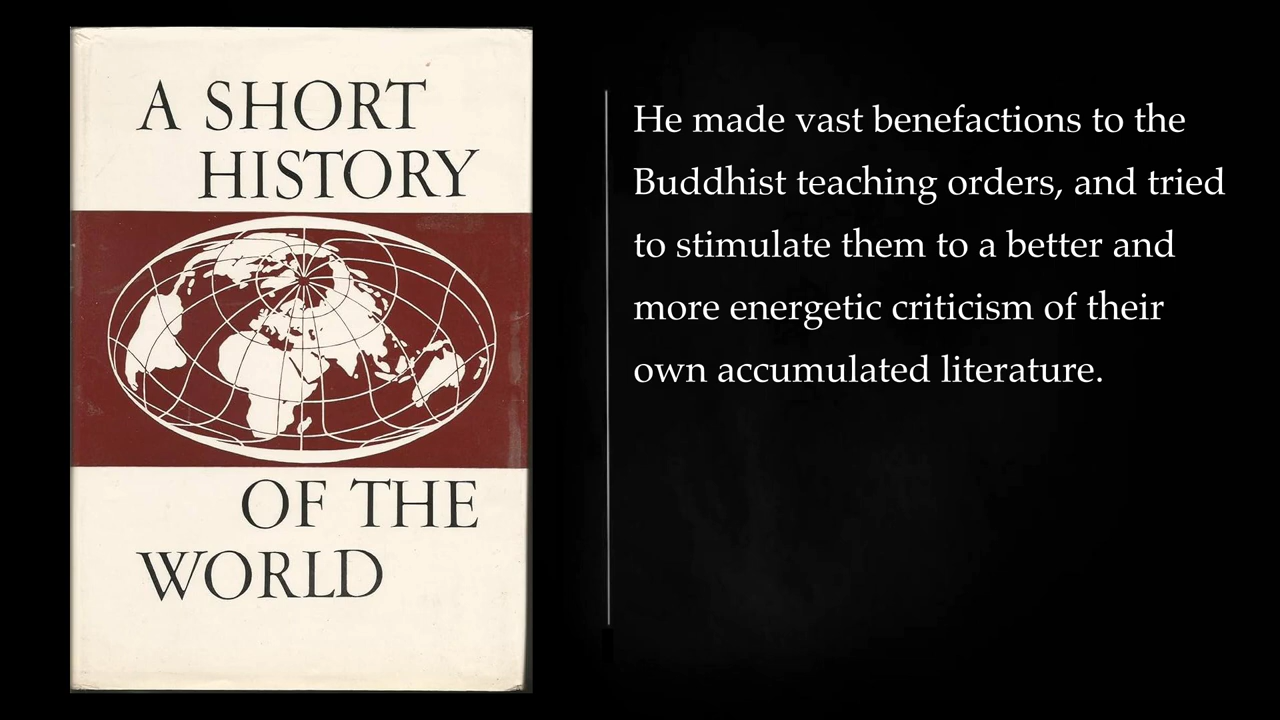 A SHORT
HISTORY
OF THE
WORLD
He made vast benefactions to the
Buddhist teaching orders, and tried
to stimulate them to a better and
more energetic criticism of their
own accumulated literature.